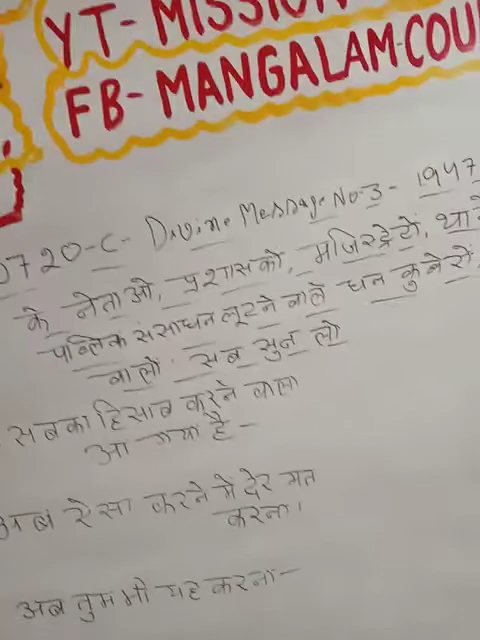 YT- MISSION
FB- MANGALAM-COU
0720-C- Divine Message No-3- 1947
के नेताओ, प्रशासको, मजिस्ट्रेटों, थाने
पब्लिक संसाधन लूटने वाले धन कुबेरों,
वालो सब सुन लो
सबका हिसाब करने वाला
आ गया है-
अब ऐसा करने में देर मत
करना।
अब तुम भी यह करना-